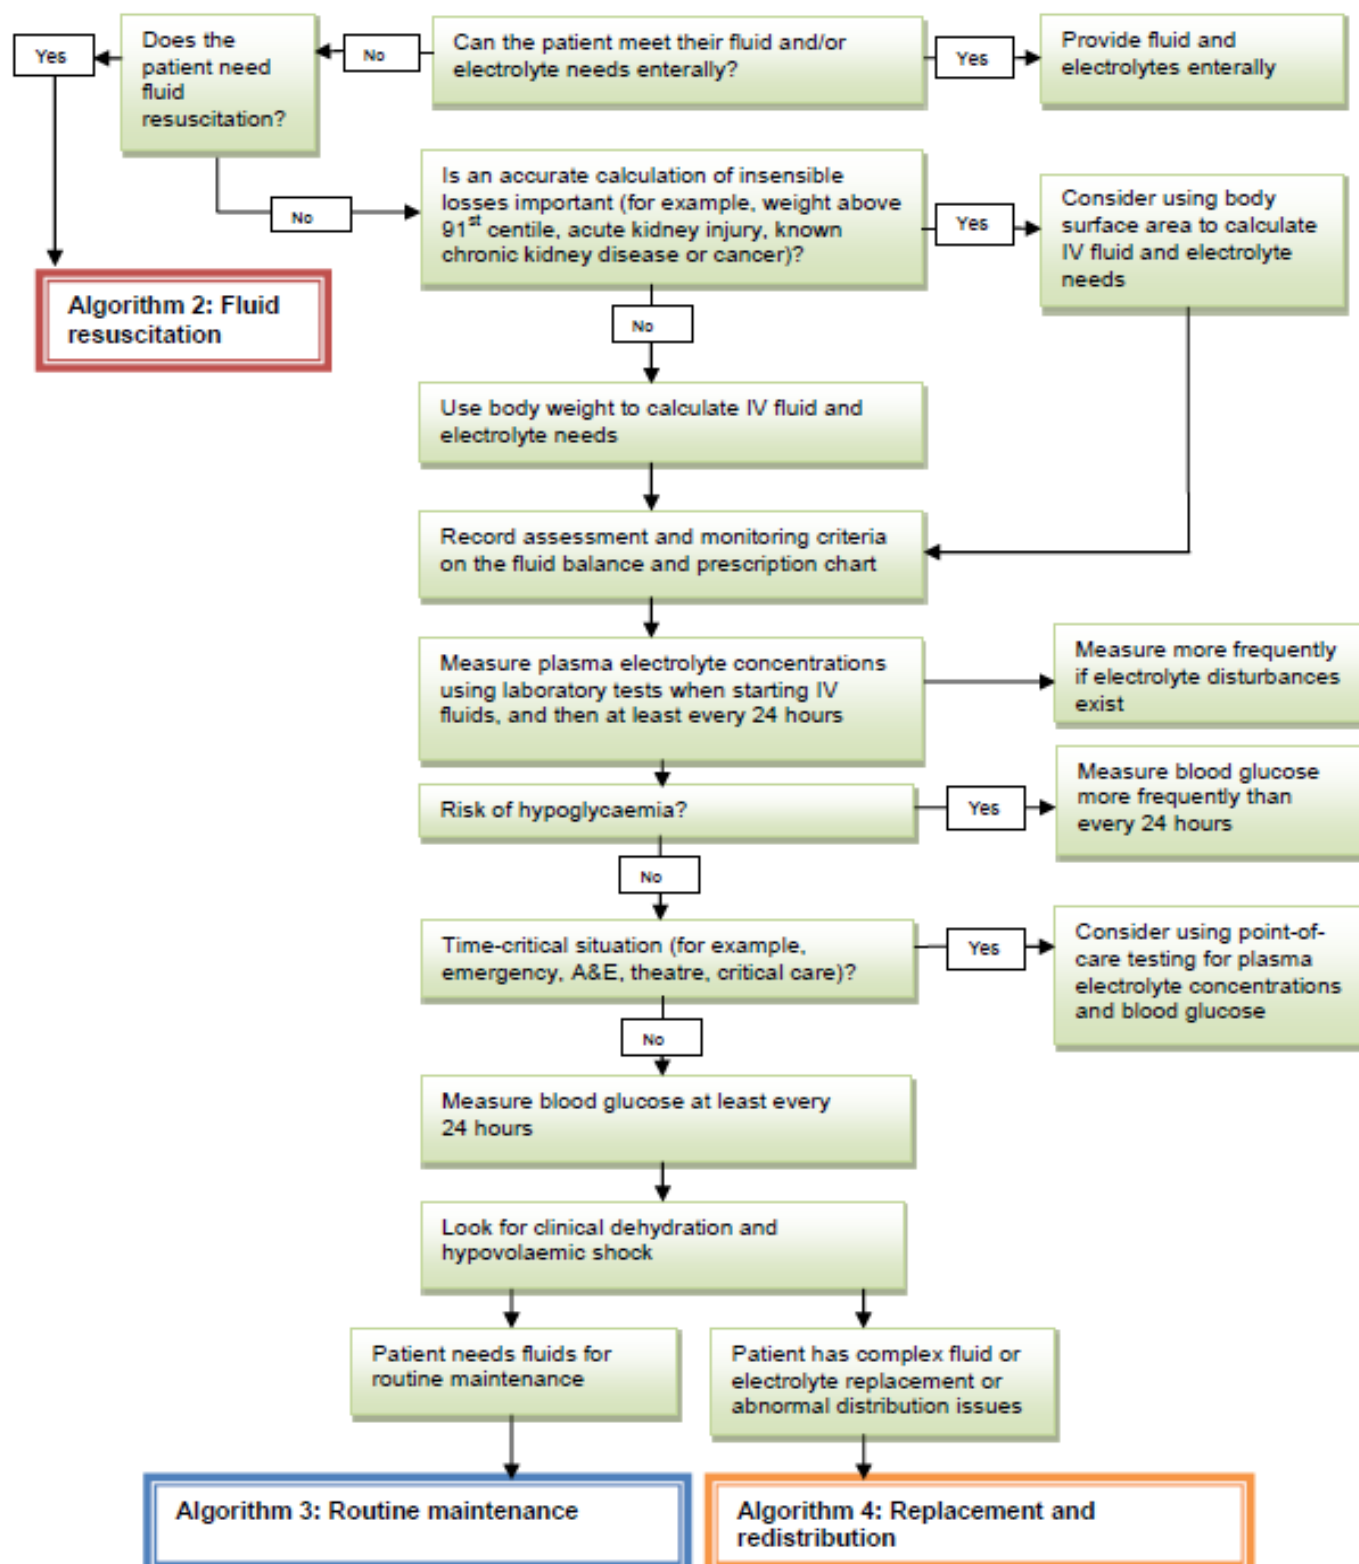 Can the patient meet their fluid and/or
electrolyte needs enterally?
Yes
Provide fluid and
electrolytes enterally
No
Does the
patient need
fluid
resuscitation?
Yes
Algorithm 2: Fluid
resuscitation
No
Is an accurate calculation of insensible
losses important (for example, weight above
91st centile, acute kidney injury, known
chronic kidney disease or cancer)?
Yes
Consider using body
surface area to calculate
IV fluid and electrolyte
needs
No
Use body weight to calculate IV fluid and
electrolyte needs
Record assessment and monitoring criteria
on the fluid balance and prescription chart
Measure plasma electrolyte concentrations
using laboratory tests when starting IV
fluids, and then at least every 24 hours
Measure more frequently
if electrolyte disturbances
exist
Risk of hypoglycaemia?
Yes
Measure blood glucose
more frequently than
every 24 hours
No
Time-critical situation (for example,
emergency, A&E, theatre, critical care)?
Yes
Consider using point-of-
care testing for plasma
electrolyte concentrations
and blood glucose
No
Measure blood glucose at least every
24 hours
Look for clinical dehydration and
hypovolaemic shock
Patient needs fluids for
routine maintenance
Patient has complex fluid or
electrolyte replacement or
abnormal distribution issues
Algorithm 3: Routine maintenance
Algorithm 4: Replacement and
redistribution